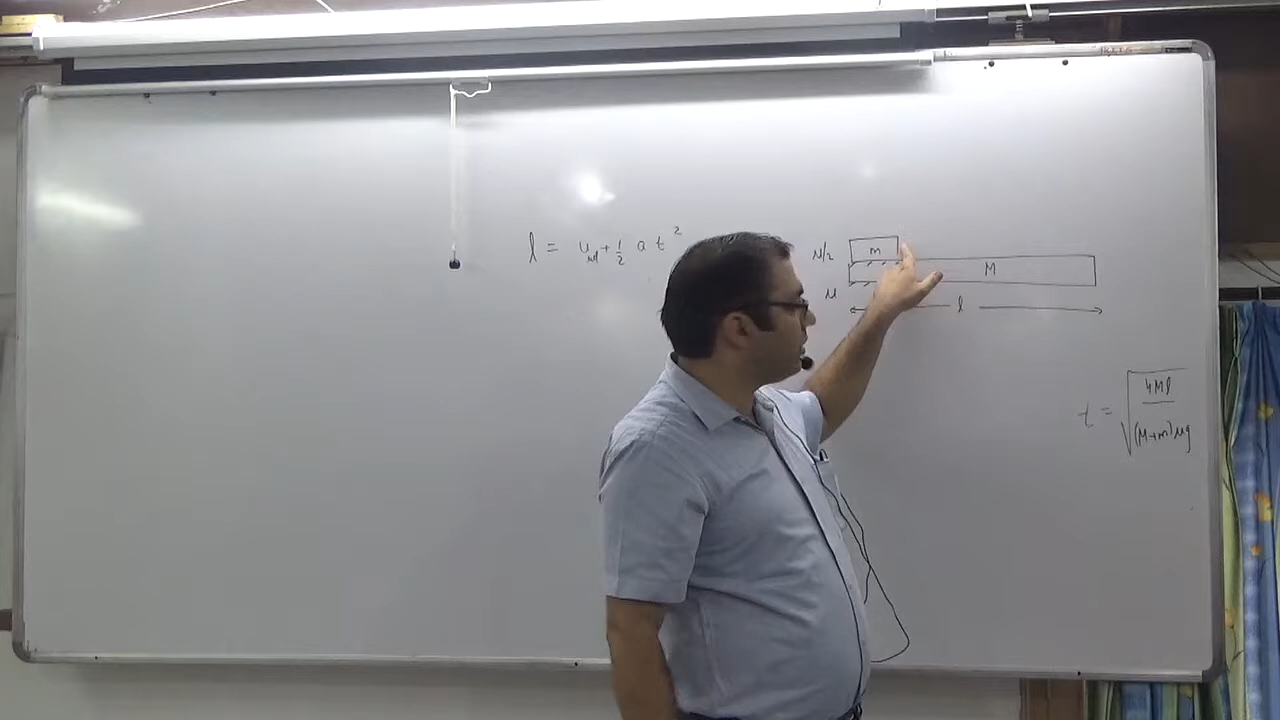 l = u_rel + 1/2 a t²
μ/2 m
M
μ
l
t = √(4Ml / (M+m)μg)